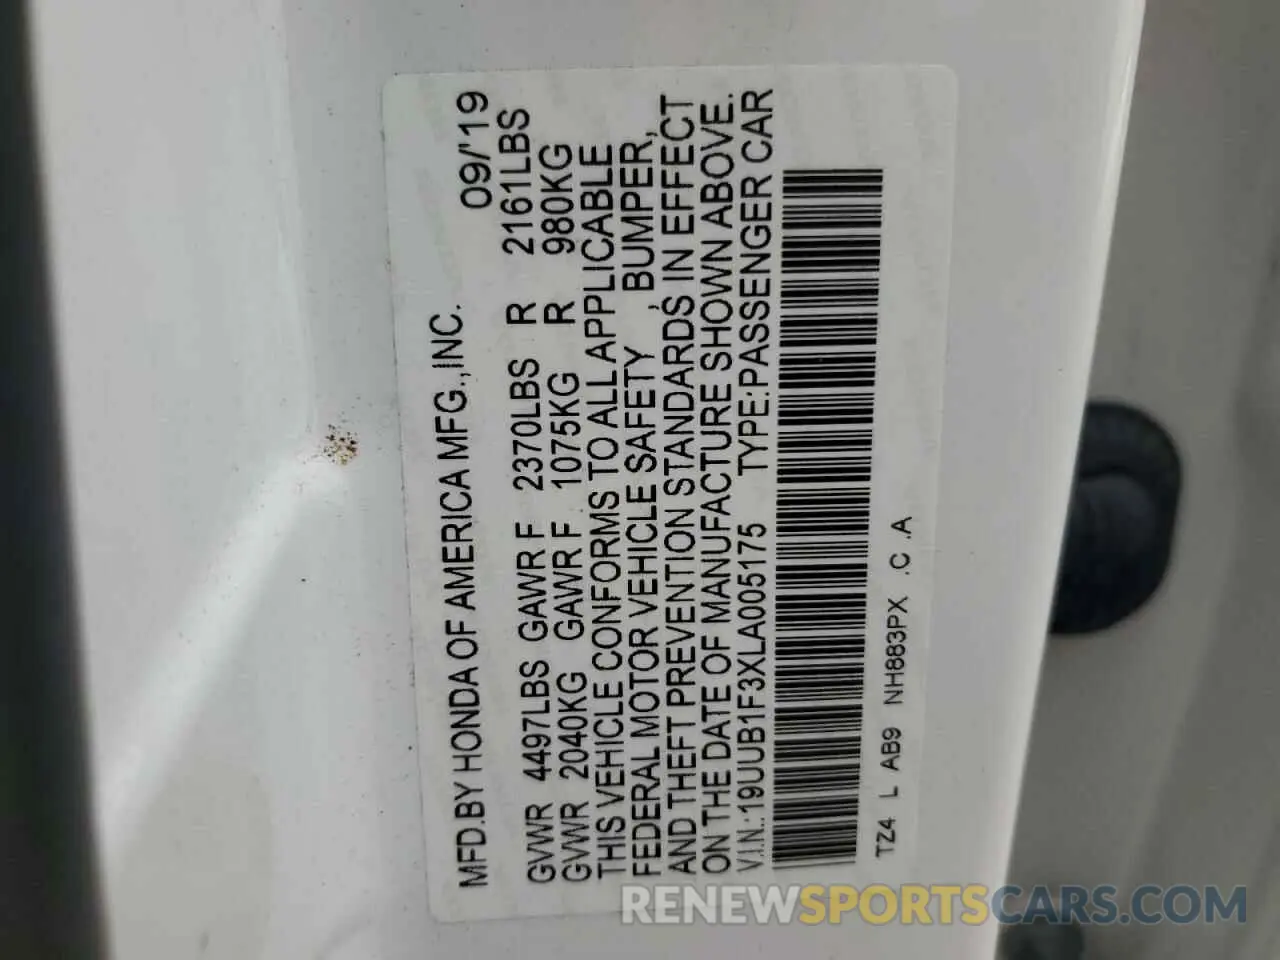 MFD.BY HONDA OF AMERICA MFG.,INC. 09/'19
GVWR 4497LBS GAWR F 2370LBS R 2161LBS
GVWR 2040KG GAWR F 1075KG R 980KG
THIS VEHICLE CONFORMS TO ALL APPLICABLE
FEDERAL MOTOR VEHICLE SAFETY , BUMPER,
AND THEFT PREVENTION STANDARDS IN EFFECT
ON THE DATE OF MANUFACTURE SHOWN ABOVE.
V.I.N.:19UUB1F3XLA005175 TYPE:PASSENGER CAR
TZ4 L AB9 NH883PX .C .A
RENEWSPORTSCARS.COM